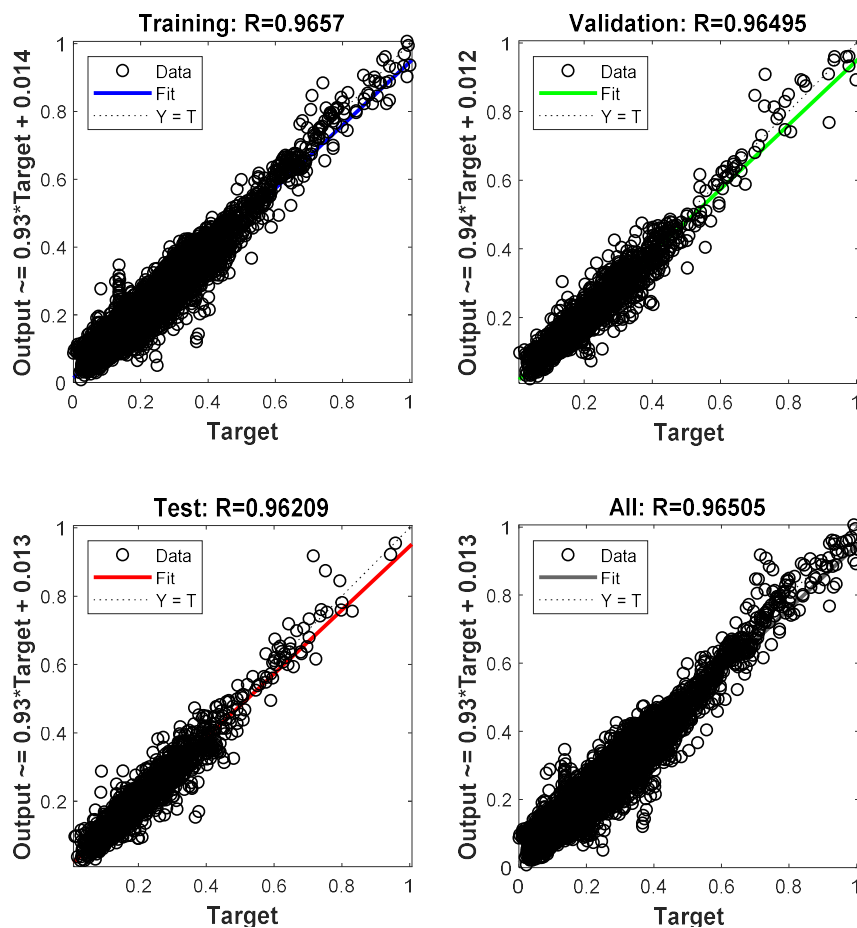 Training: R=0.9657
Output ~= 0.93*Target + 0.014
1
0.8
0.6
0.4
0.2
0
Data
Fit
Y = T
0
0.2
0.4
0.6
0.8
1
Target
Validation: R=0.96495
Output ~= 0.94*Target + 0.012
1
0.8
0.6
0.4
0.2
Data
Fit
Y = T
0.2
0.4
0.6
0.8
1
Target
Test: R=0.96209
Output ~= 0.93*Target + 0.013
1
0.8
0.6
0.4
0.2
Data
Fit
Y = T
0.2
0.4
0.6
0.8
1
Target
All: R=0.96505
Output ~= 0.93*Target + 0.013
1
0.8
0.6
0.4
0.2
0
Data
Fit
Y = T
0
0.2
0.4
0.6
0.8
1
Target